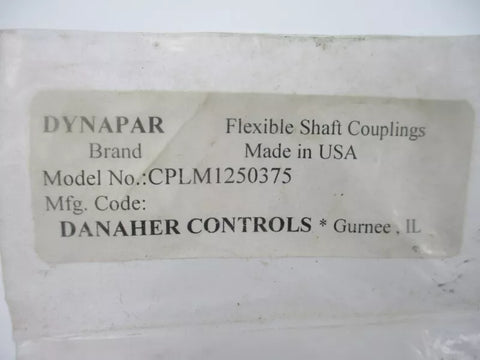 DYNAPAR Flexible Shaft Couplings
Brand Made in USA
Model No.:CPLM1250375
Mfg. Code:
DANAHER CONTROLS * Gurnee , IL